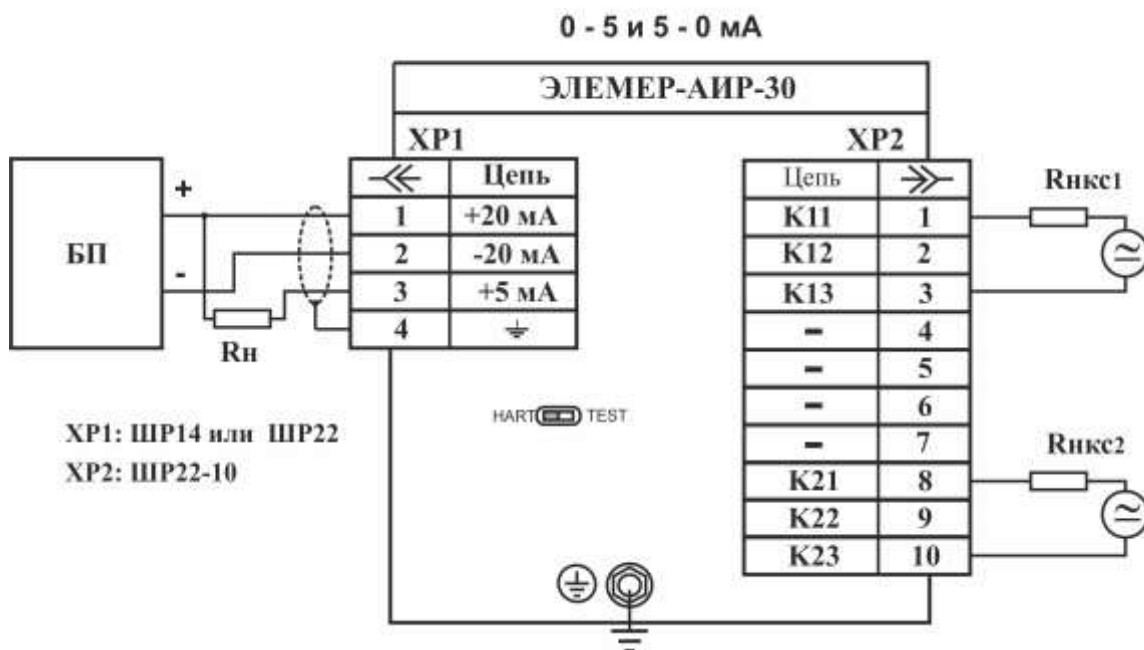 0 - 5 и 5 - 0 мА
ЭЛЕМЕР-АИР-30
XP1
XP2
Цепь
Цепь
1 +20 мА
2 -20 мА
3 +5 мА
4
БП
+
-
Rн
K11 1
K12 2
K13 3
- 4
- 5
- 6
- 7
K21 8
K22 9
K23 10
Rнкс1
Rнкс2
HART TEST
XP1: ШР14 или ШР22
XP2: ШР22-10